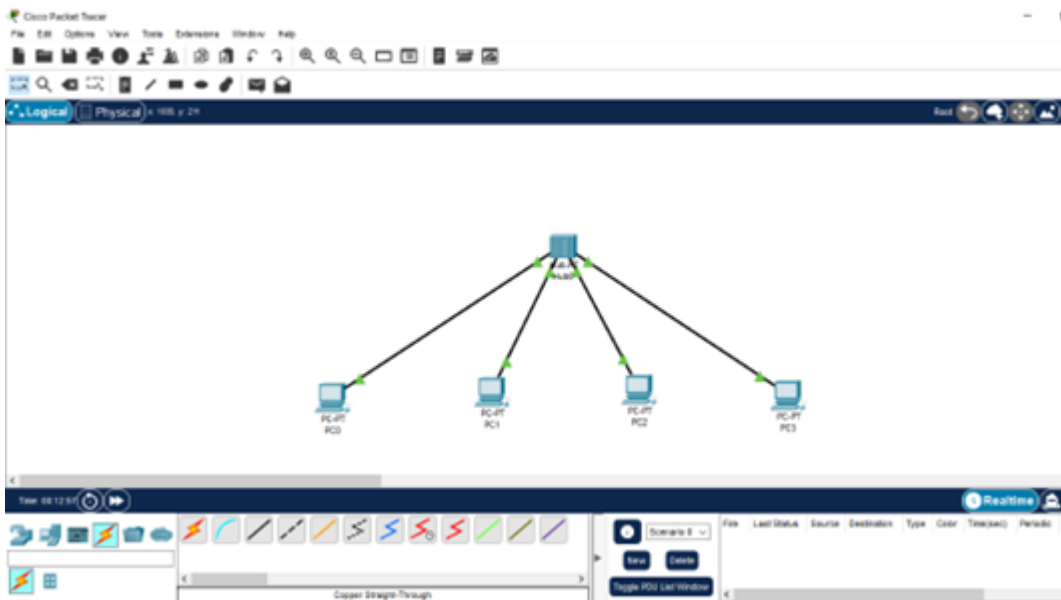 Cisco Packet Tracer
File Edit Options View Tools Extensions Window Help
Logical Physical Root
PC-PT
PC0
PC-PT
PC1
PC-PT
PC2
PC-PT
PC3
Realtime
Scenario 0
Fire Last Status Source Destination Type Color Time(sec) Periodic
New Delete
Toggle PDU List Window
Copper Straight-Through